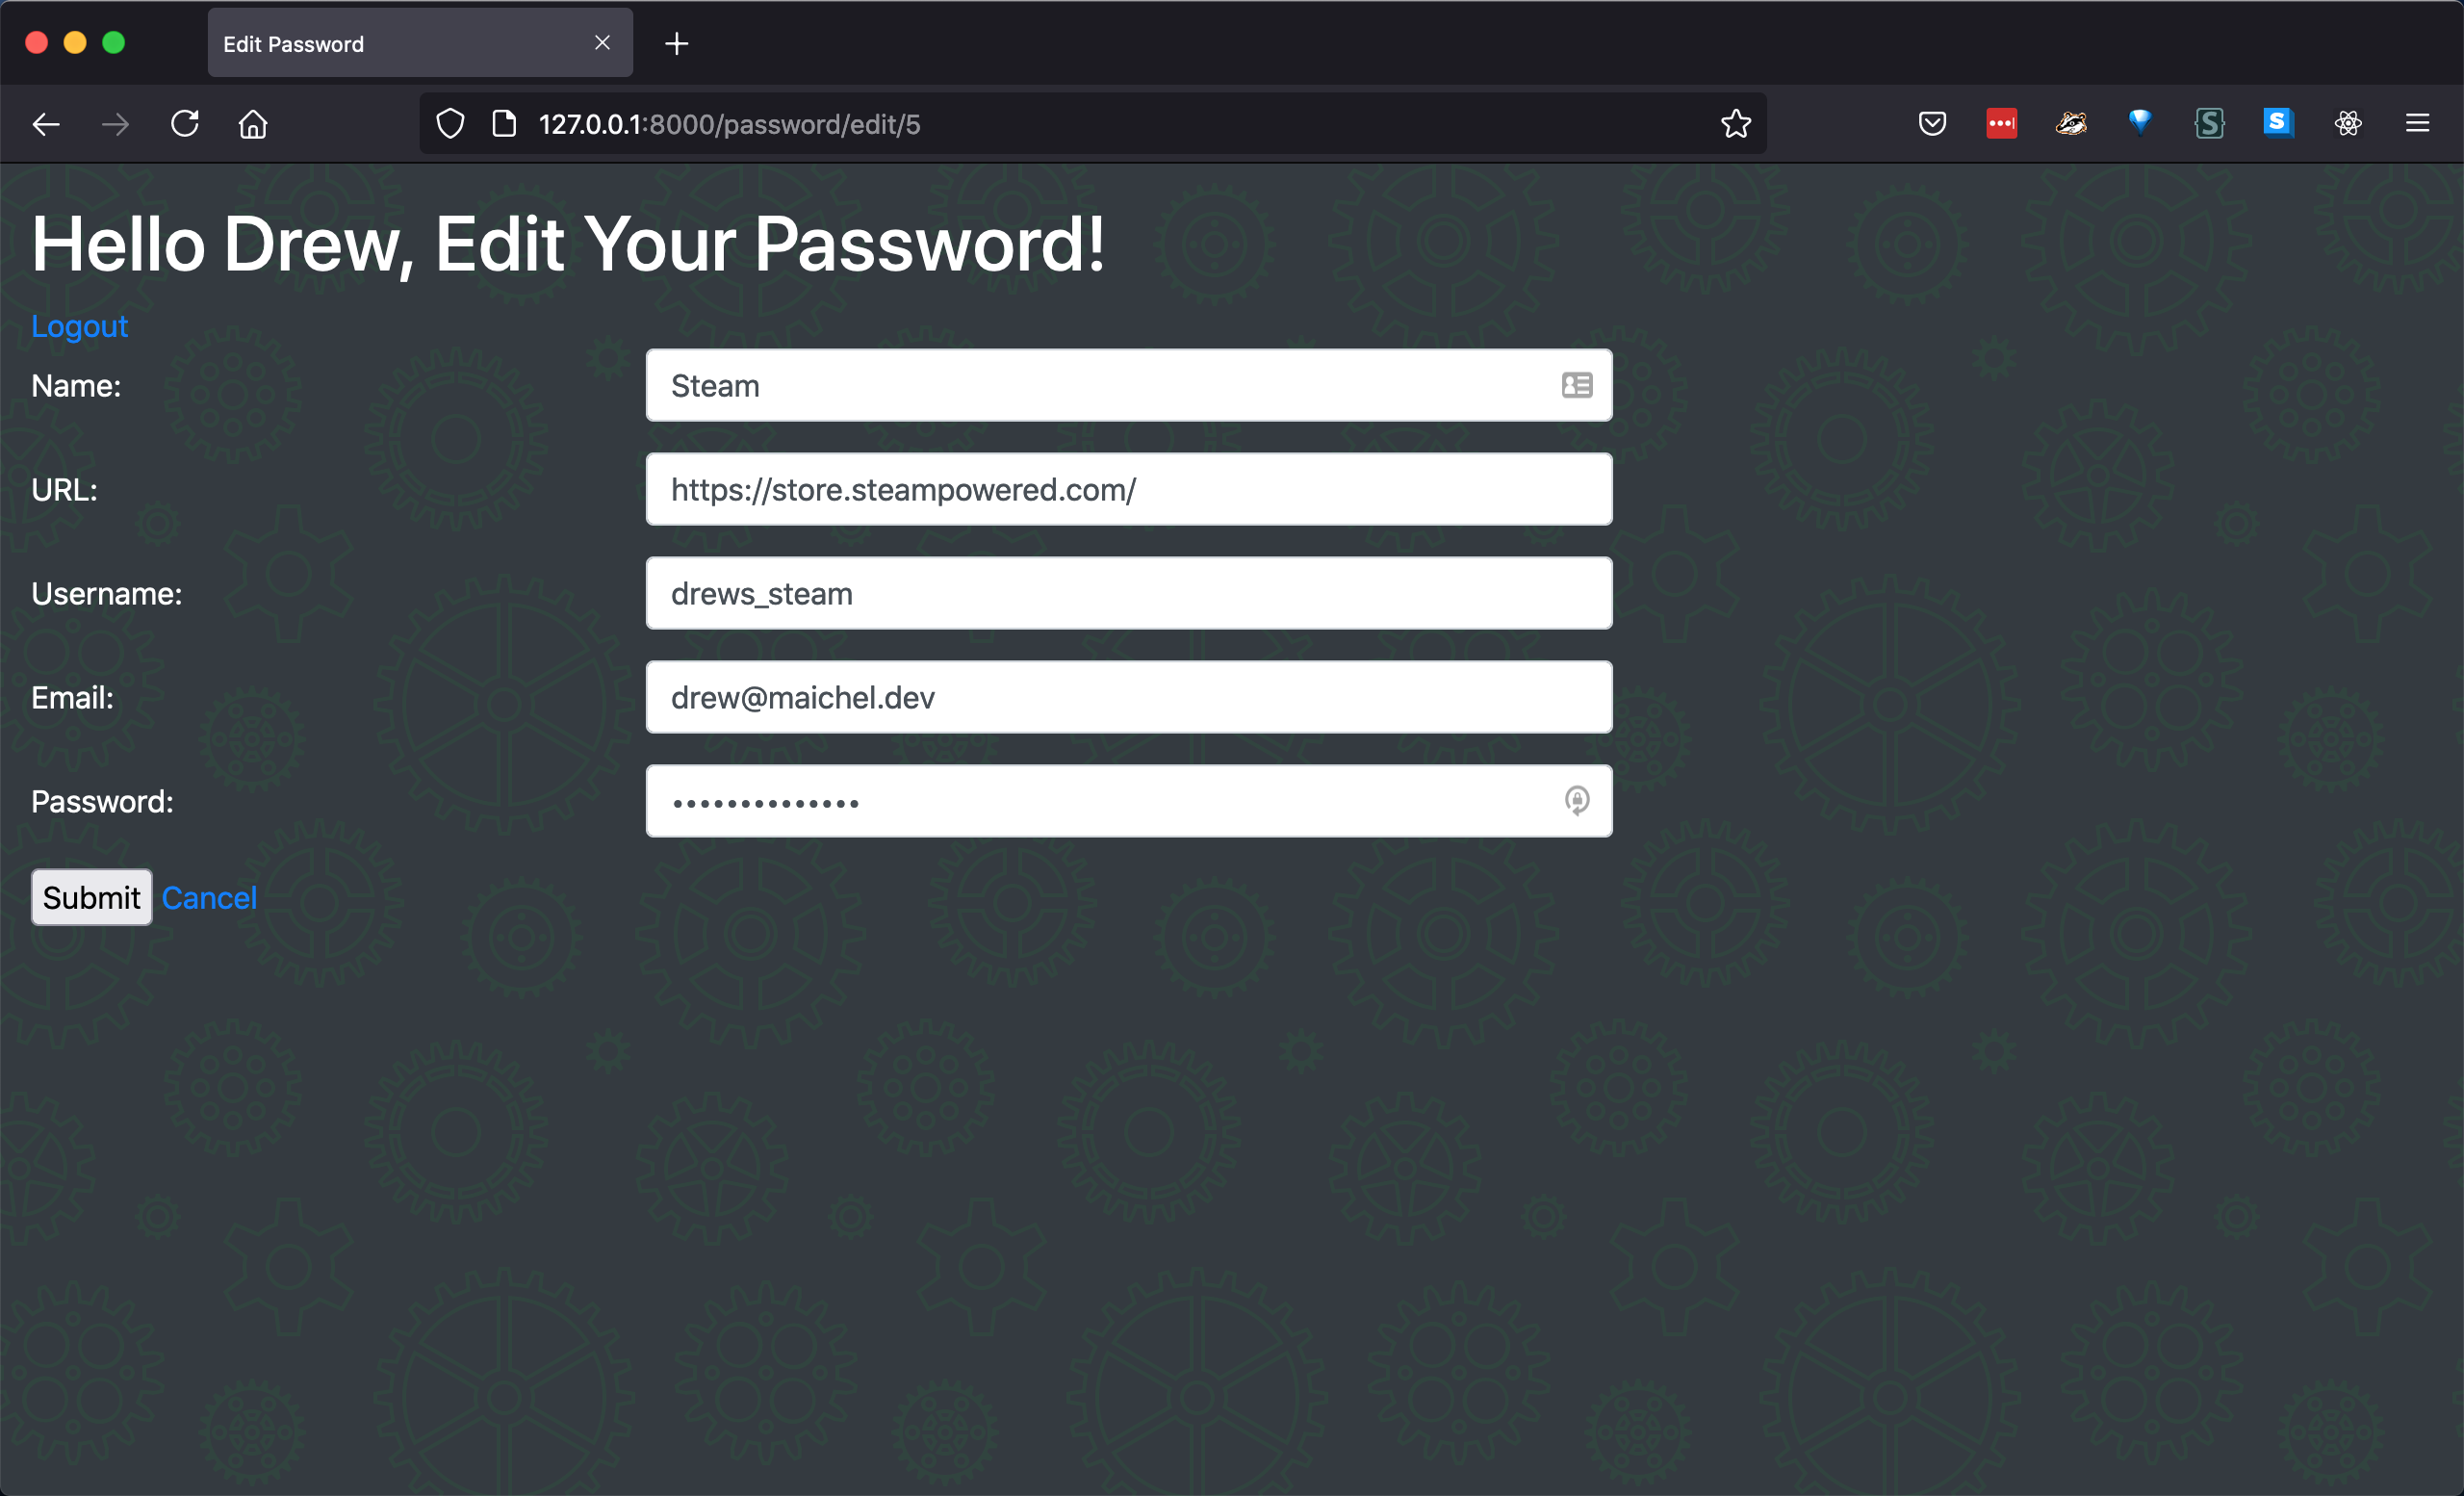 Edit Password
127.0.0.1:8000/password/edit/5
Hello Drew, Edit Your Password!
Logout
Name: Steam
URL: https://store.steampowered.com/
Username: drews_steam
Email: drew@maichel.dev
Password: ••••••••••••••
Submit Cancel